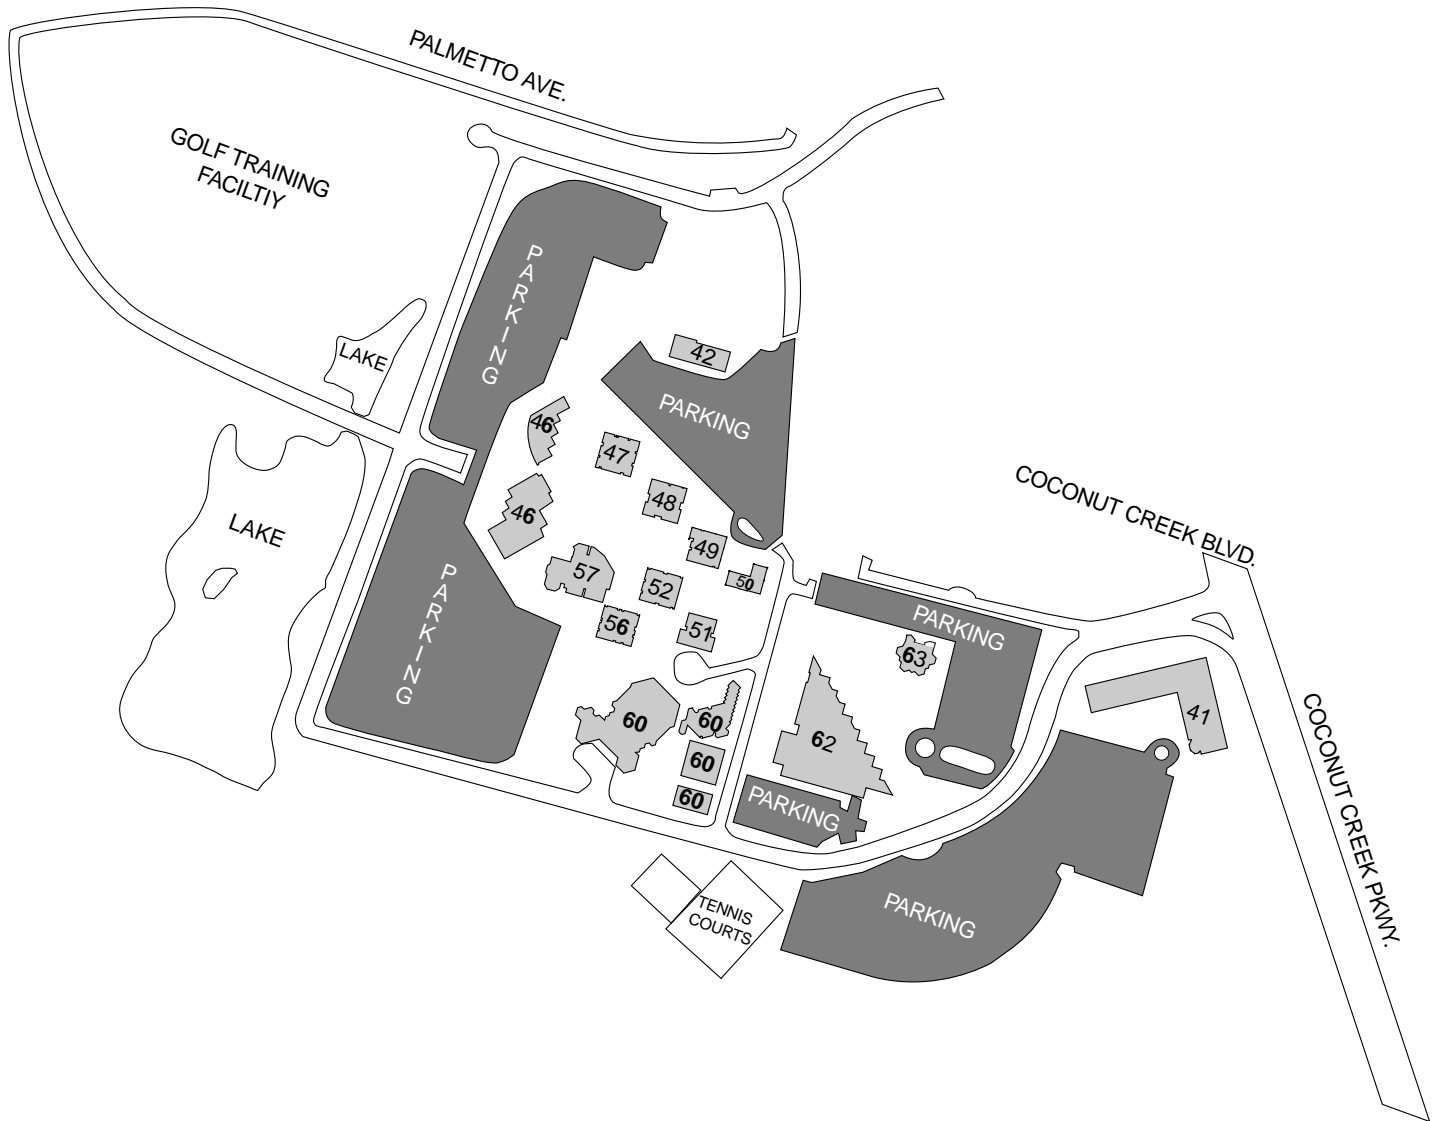 PALMETTO AVE.
GOLF TRAINING
FACILTIY
PARKING
LAKE
42
PARKING
46
47
46
48
COCONUT CREEK BLVD.
LAKE
49
57
52
50
PARKING
56
51
PARKING
63
60
60
62
41
60
60
PARKING
COCONUT CREEK PKWY.
TENNIS
COURTS
PARKING